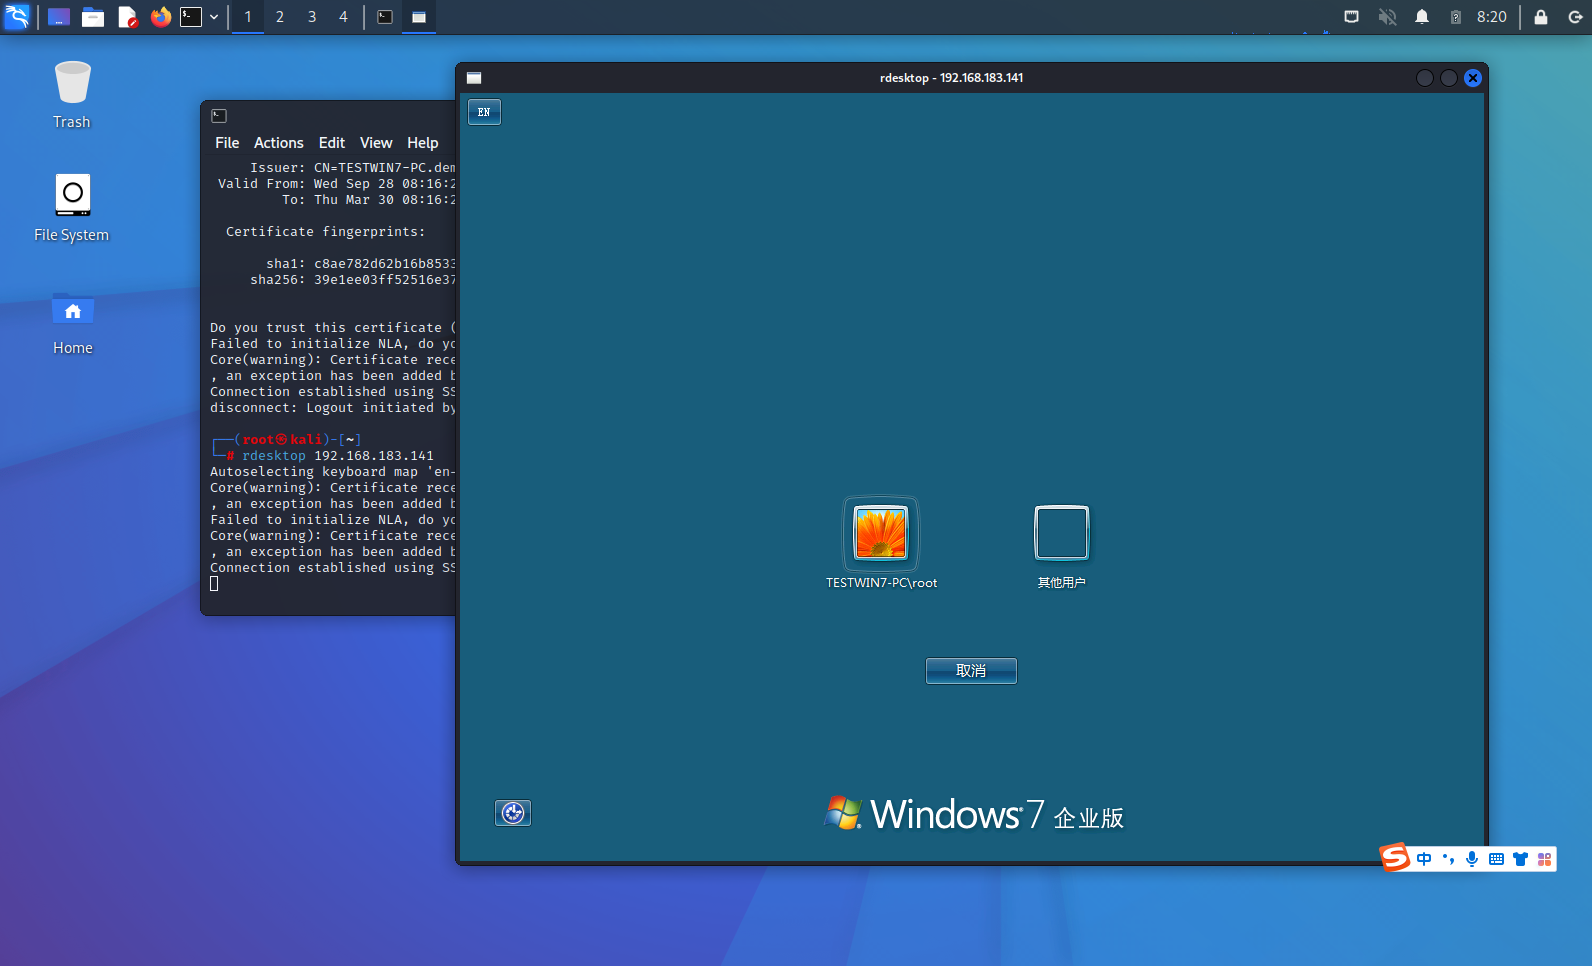 1 2 3 4
8:20
Trash
File System
Home
File Actions Edit View Help
Issuer: CN=TESTWIN7-PC.dem
Valid From: Wed Sep 28 08:16:2
To: Thu Mar 30 08:16:2
Certificate fingerprints:
sha1: c8ae782d62b16b8533
sha256: 39e1ee03ff52516e37
Do you trust this certificate (
Failed to initialize NLA, do yo
Core(warning): Certificate rece
, an exception has been added b
Connection established using SS
disconnect: Logout initiated by
┌──(root㉿kali)-[~]
└─# rdesktop 192.168.183.141
Autoselecting keyboard map 'en-
Core(warning): Certificate rece
, an exception has been added b
Failed to initialize NLA, do yo
Core(warning): Certificate rece
, an exception has been added b
Connection established using SS
rdesktop - 192.168.183.141
EN
TESTWIN7-PC\root
其他用户
取消
Windows 7 企业版
中